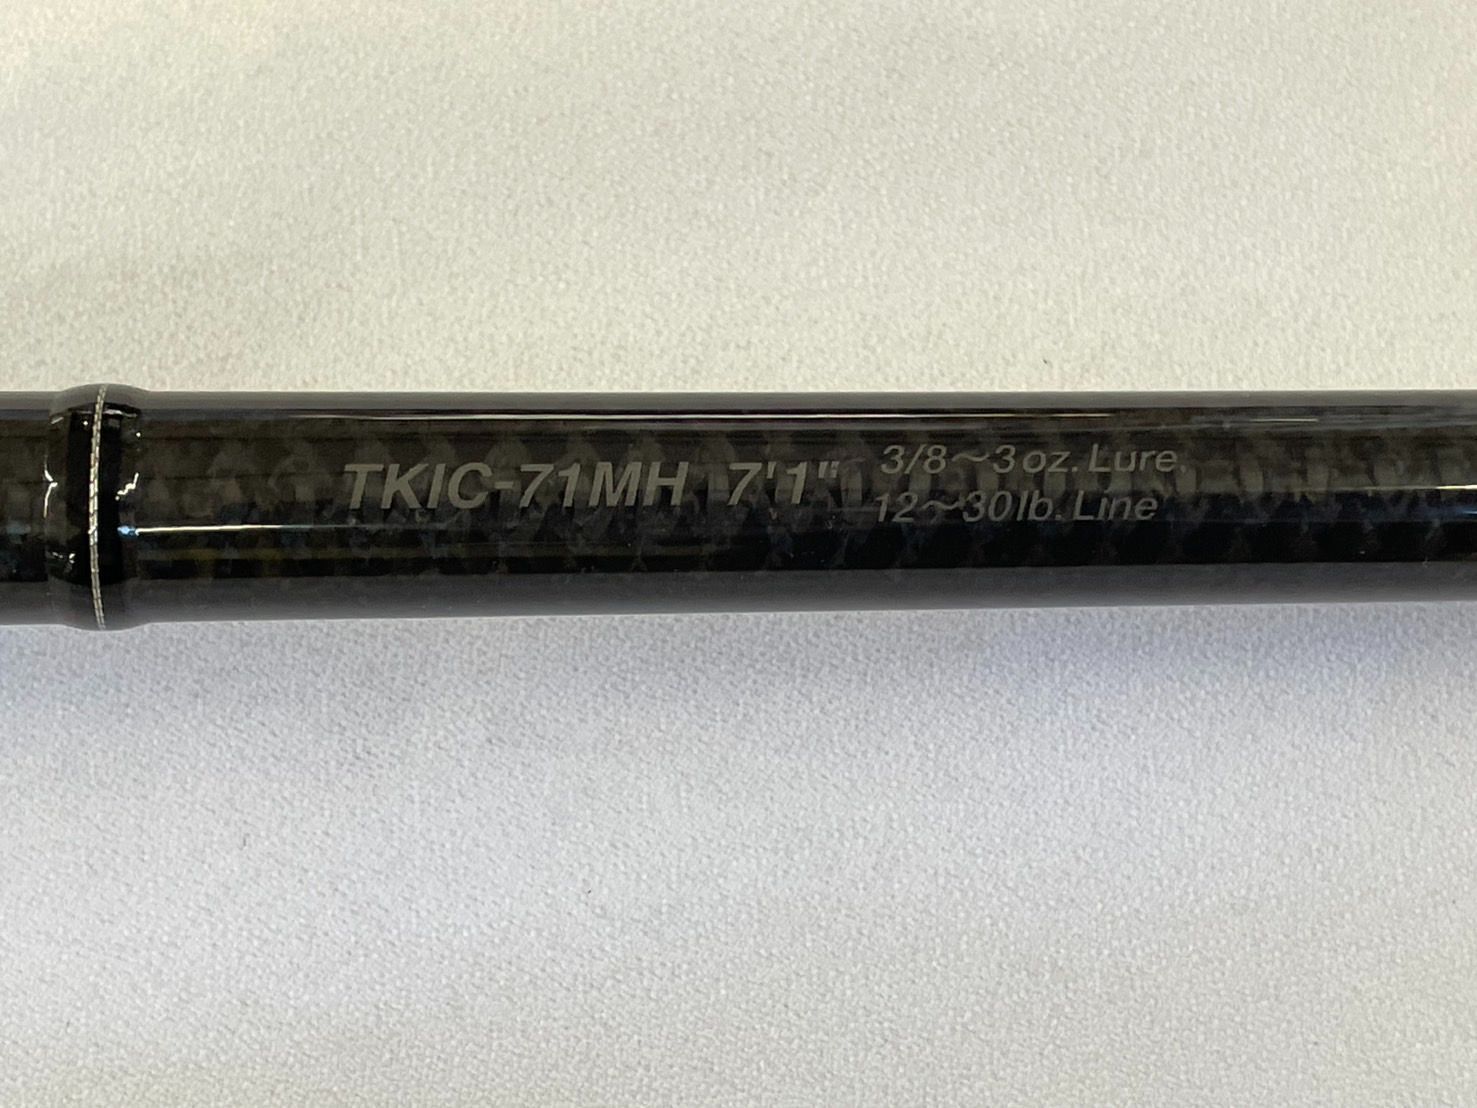 TKIC-71MH 7'1" 3/8～3oz. Lure.
12～30lb. Line